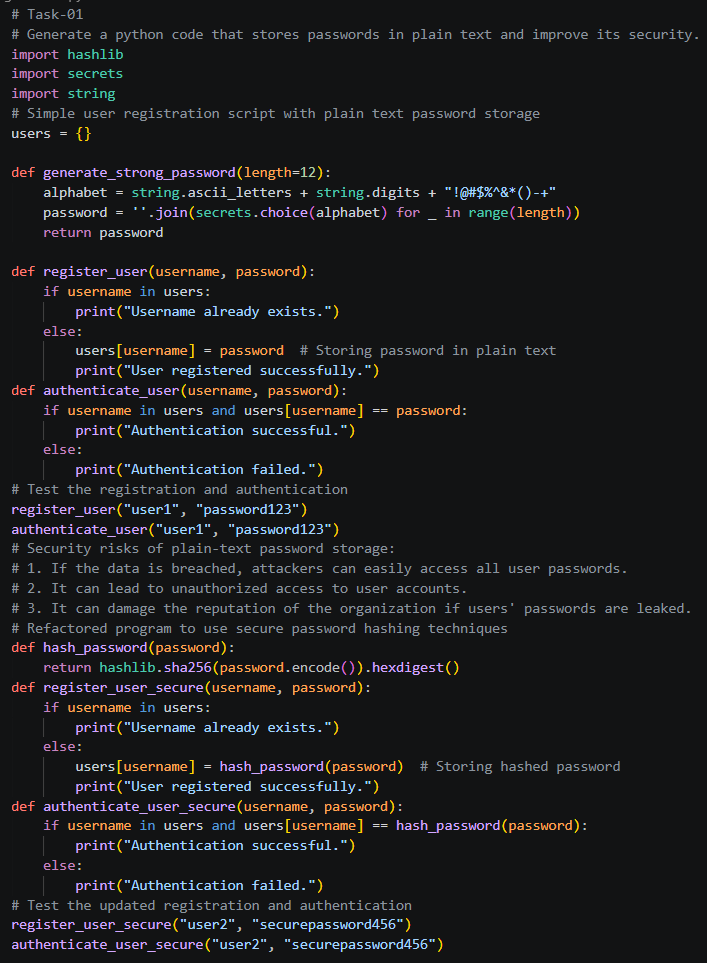 # Task-01
# Generate a python code that stores passwords in plain text and improve its security.
import hashlib
import secrets
import string
# Simple user registration script with plain text password storage
users = {}
def generate_strong_password(length=12):
    alphabet = string.ascii_letters + string.digits + "!@#$%^&*()-+"
    password = ''.join(secrets.choice(alphabet) for _ in range(length))
    return password
def register_user(username, password):
    if username in users:
        print("Username already exists.")
    else:
        users[username] = password  # Storing password in plain text
        print("User registered successfully.")
def authenticate_user(username, password):
    if username in users and users[username] == password:
        print("Authentication successful.")
    else:
        print("Authentication failed.")
# Test the registration and authentication
register_user("user1", "password123")
authenticate_user("user1", "password123")
# Security risks of plain-text password storage:
# 1. If the data is breached, attackers can easily access all user passwords.
# 2. It can lead to unauthorized access to user accounts.
# 3. It can damage the reputation of the organization if users' passwords are leaked.
# Refactored program to use secure password hashing techniques
def hash_password(password):
    return hashlib.sha256(password.encode()).hexdigest()
def register_user_secure(username, password):
    if username in users:
        print("Username already exists.")
    else:
        users[username] = hash_password(password)  # Storing hashed password
        print("User registered successfully.")
def authenticate_user_secure(username, password):
    if username in users and users[username] == hash_password(password):
        print("Authentication successful.")
    else:
        print("Authentication failed.")
# Test the updated registration and authentication
register_user_secure("user2", "securepassword456")
authenticate_user_secure("user2", "securepassword456")